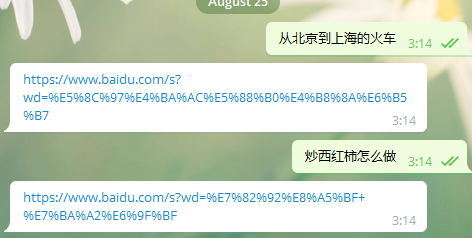 August 25
从北京到上海的火车 3:14
https://www.baidu.com/s?
wd=%E5%8C%97%E4%BA%AC%E5%88%B0%E4%B8%8A%E6%B5
%B7
3:14
炒西红柿怎么做 3:14
https://www.baidu.com/s?wd=%E7%82%92%E8%A5%BF+
%E7%BA%A2%E6%9F%BF
3:14